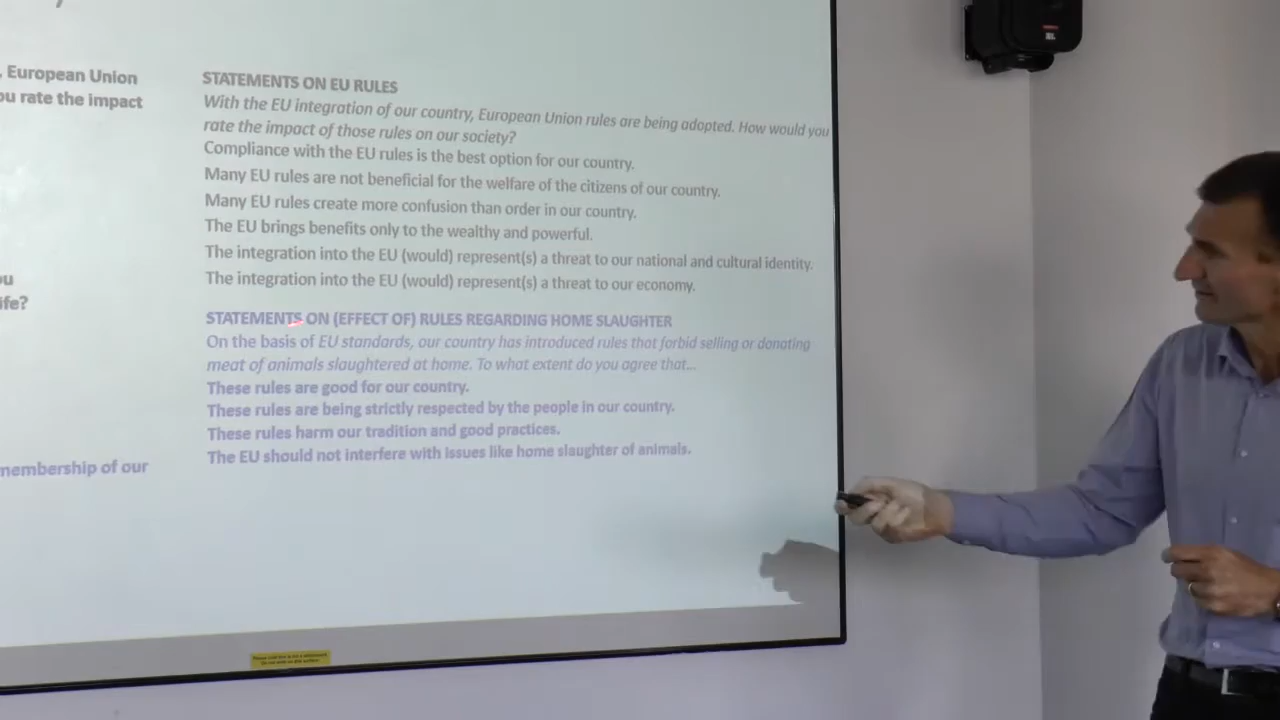 . European Union
ou rate the impact
ou
ife?
membership of our
STATEMENTS ON EU RULES
With the EU integration of our country, European Union rules are being adopted. How would you
rate the impact of those rules on our society?
Compliance with the EU rules is the best option for our country.
Many EU rules are not beneficial for the welfare of the citizens of our country.
Many EU rules create more confusion than order in our country.
The EU brings benefits only to the wealthy and powerful.
The integration into the EU (would) represent(s) a threat to our national and cultural identity.
The integration into the EU (would) represent(s) a threat to our economy.
STATEMENTS ON (EFFECT OF) RULES REGARDING HOME SLAUGHTER
On the basis of EU standards, our country has introduced rules that forbid selling or donating
meat of animals slaughtered at home. To what extent do you agree that...
These rules are good for our country.
These rules are being strictly respected by the people in our country.
These rules harm our tradition and good practices.
The EU should not interfere with issues like home slaughter of animals.